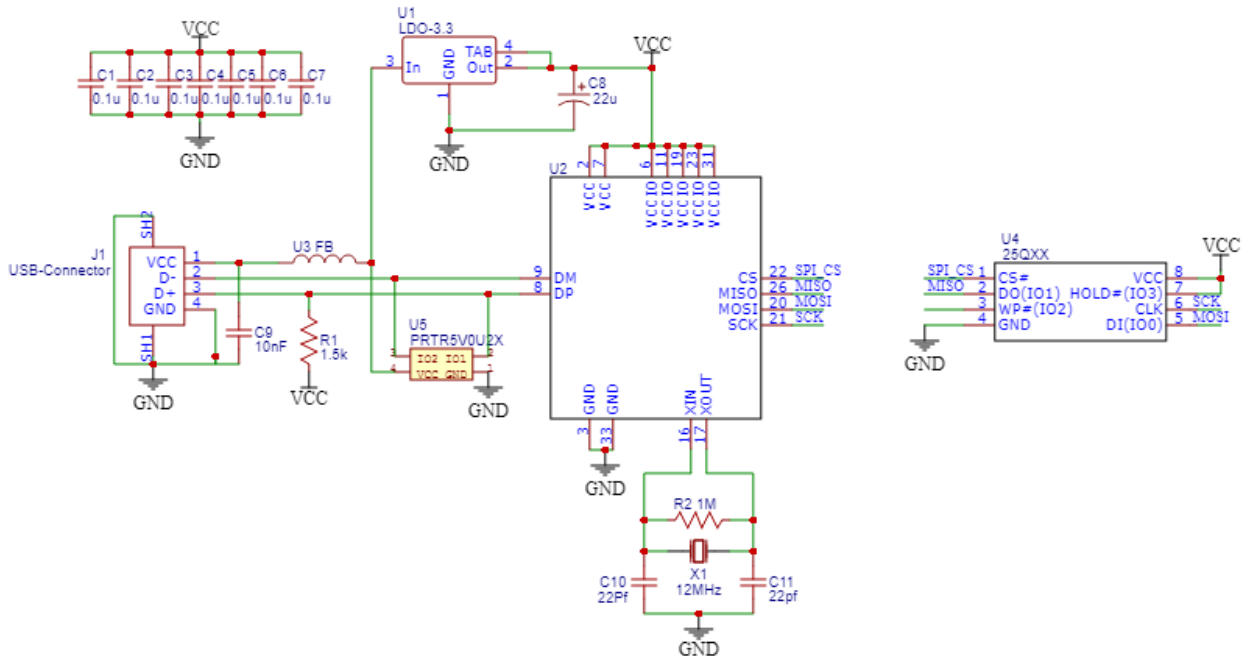 VCC
C1 C2 C3 C4 C5 C6 C7
0.1u 0.1u 0.1u 0.1u 0.1u 0.1u 0.1u
GND
U1
LDO-3.3
3 In
GND
1
TAB 4
Out 2
VCC
C8
22u
GND
J1
USB-Connector
SH2
VCC 1
D- 2
D+ 3
GND 4
SH1
GND
C9
10nF
U3 FB
R1
1.5k
VCC
U5
PRTR5V0U2X
3 IO2 IO1 2
4 VCC GND 1
GND
U2
2 7 6 11 19 23 31
VCC VCC VCCIO VCCIO VCCIO VCCIO VCCIO
9 DM
8 DP
CS 22 SPI_CS
MISO 26 MISO
MOSI 20 MOSI
SCK 21 SCK
GND GND
3 33
GND
XIN XOUT
16 17
R2 1M
X1
12MHz
C10
22Pf
C11
22pf
GND
U4
25QXX
VCC
SPI_CS 1 CS#
MISO 2 DO(IO1)
3 WP#(IO2)
4 GND
VCC 8
HOLD#(IO3) 7
CLK 6 SCK
DI(IO0) 5 MOSI
GND